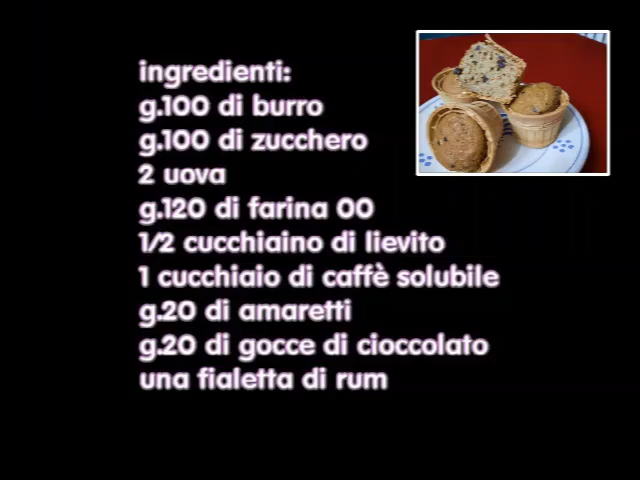 ingredienti:
g.100 di burro
g.100 di zucchero
2 uova
g.120 di farina 00
1/2 cucchiaino di lievito
1 cucchiaio di caffè solubile
g.20 di amaretti
g.20 di gocce di cioccolato
una fialetta di rum